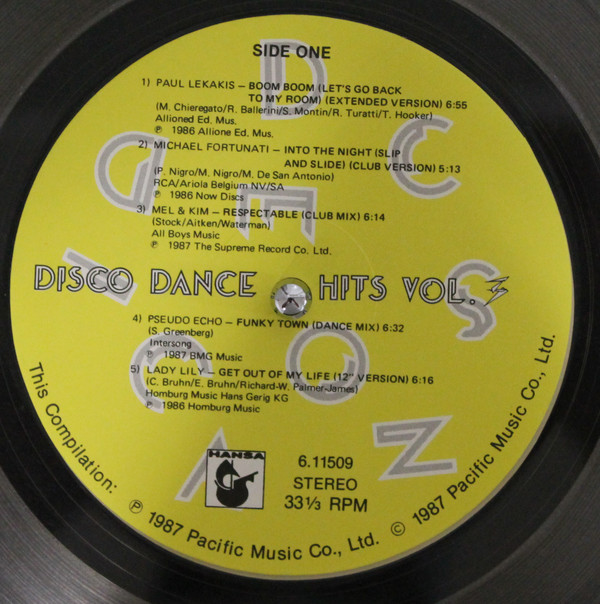 SIDE ONE
1) PAUL LEKAKIS – BOOM BOOM (LET'S GO BACK
TO MY ROOM) (EXTENDED VERSION) 6:55
(M. Chieregato/R. Ballerini/S. Montin/R. Turatti/T. Hooker)
Allioned Ed. Mus.
℗ 1986 Allione Ed. Mus.
2) MICHAEL FORTUNATI – INTO THE NIGHT (SLIP
AND SLIDE) (CLUB VERSION) 5:13
(P. Nigro/M. Nigro/M. De San Antonio)
RCA/Ariola Belgium NV/SA
℗ 1986 Now Discs
3) MEL & KIM – RESPECTABLE (CLUB MIX) 6:14
(Stock/Aitken/Waterman)
All Boys Music
℗ 1987 The Supreme Record Co. Ltd.
DISCO DANCE HITS VOL. 3
4) PSEUDO ECHO – FUNKY TOWN (DANCE MIX) 6:32
(S. Greenberg)
Intersong
℗ 1987 BMG Music
5) LADY LILY – GET OUT OF MY LIFE (12" VERSION) 6:16
(C. Bruhn/E. Bruhn/Richard-W. Palmer-James)
Homburg Music Hans Gerig KG
℗ 1986 Homburg Music
HANSA
6.11509
STEREO
33⅓ RPM
This Compilation: ℗ 1987 Pacific Music Co., Ltd. © 1987 Pacific Music Co., Ltd.